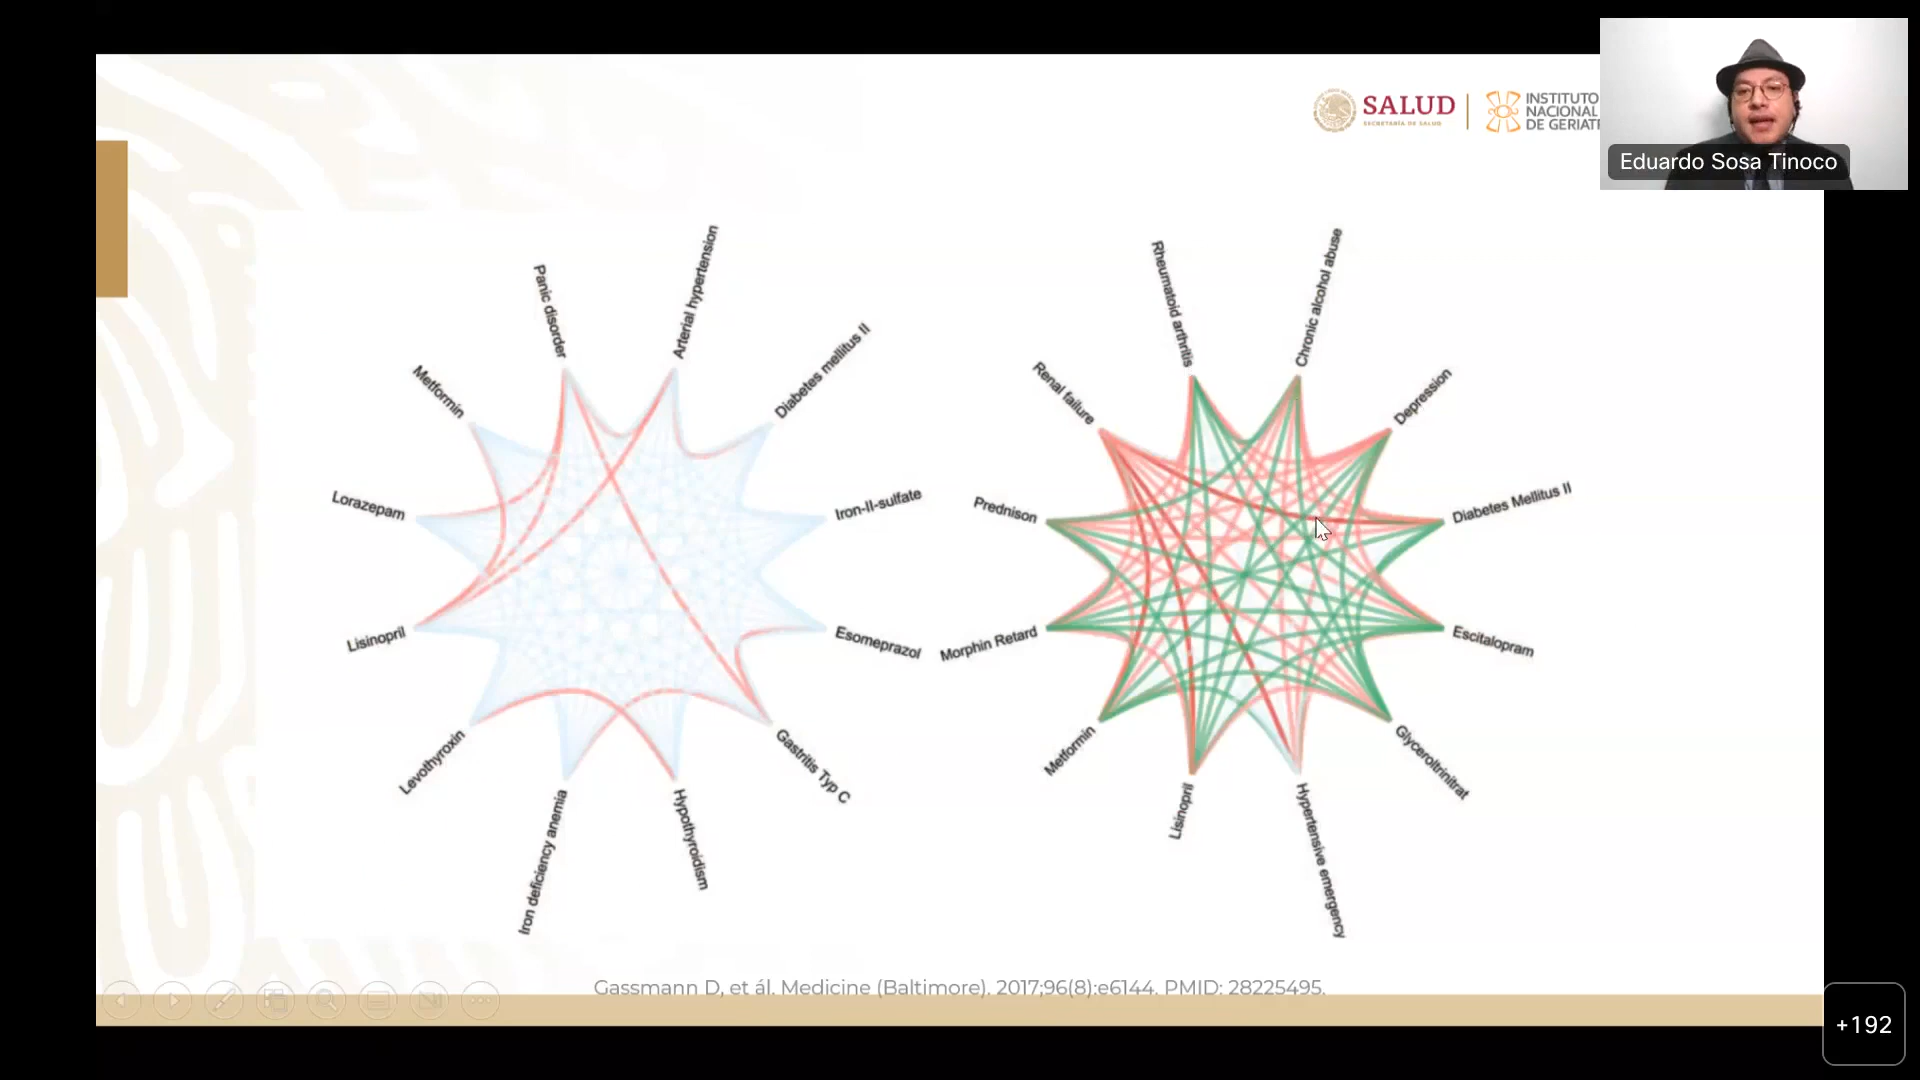 SALUD
SECRETARÍA DE SALUD
INSTITUTO
NACIONAL
DE GERIATR
Eduardo Sosa Tinoco
Panic disorder
Arterial hypertension
Metformin
Diabetes mellitus II
Lorazepam
Iron-II-sulfate
Lisinopril
Esomeprazol
Levothyroxin
Gastritis Typ C
Iron deficiency anemia
Hypothyroidism
Rheumatoid arthritis
Chronic alcohol abuse
Renal failure
Depression
Prednison
Diabetes Mellitus II
Morphin Retard
Escitalopram
Metformin
Glyceroltrinitrat
Lisinopril
Hypertensive emergency
Gassmann D, et ál. Medicine (Baltimore). 2017;96(8):e6144. PMID: 28225495.
+192